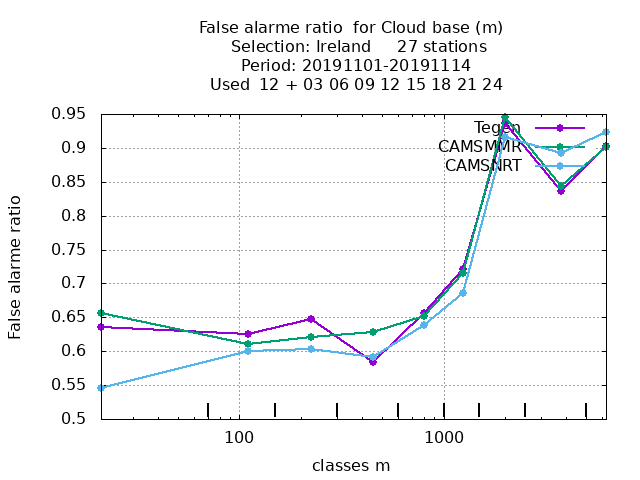 False alarme ratio  for Cloud base (m)
Selection: Ireland     27 stations
Period: 20191101-20191114
Used  12 + 03 06 09 12 15 18 21 24
0.95
0.9
0.85
0.8
0.75
0.7
0.65
0.6
0.55
0.5
False alarme ratio
Tegen
CAMSMMR
CAMSNRT
100 1000
classes m